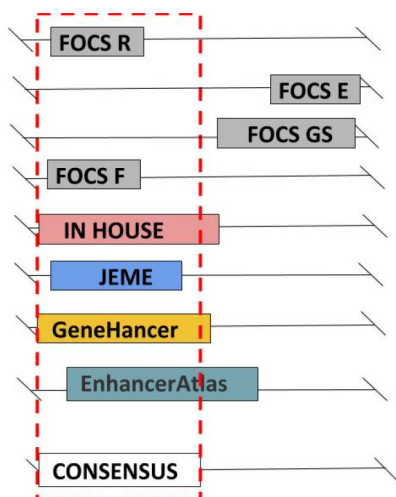 FOCS R
FOCS E
FOCS GS
FOCS F
IN HOUSE
JEME
GeneHancer
EnhancerAtlas
CONSENSUS